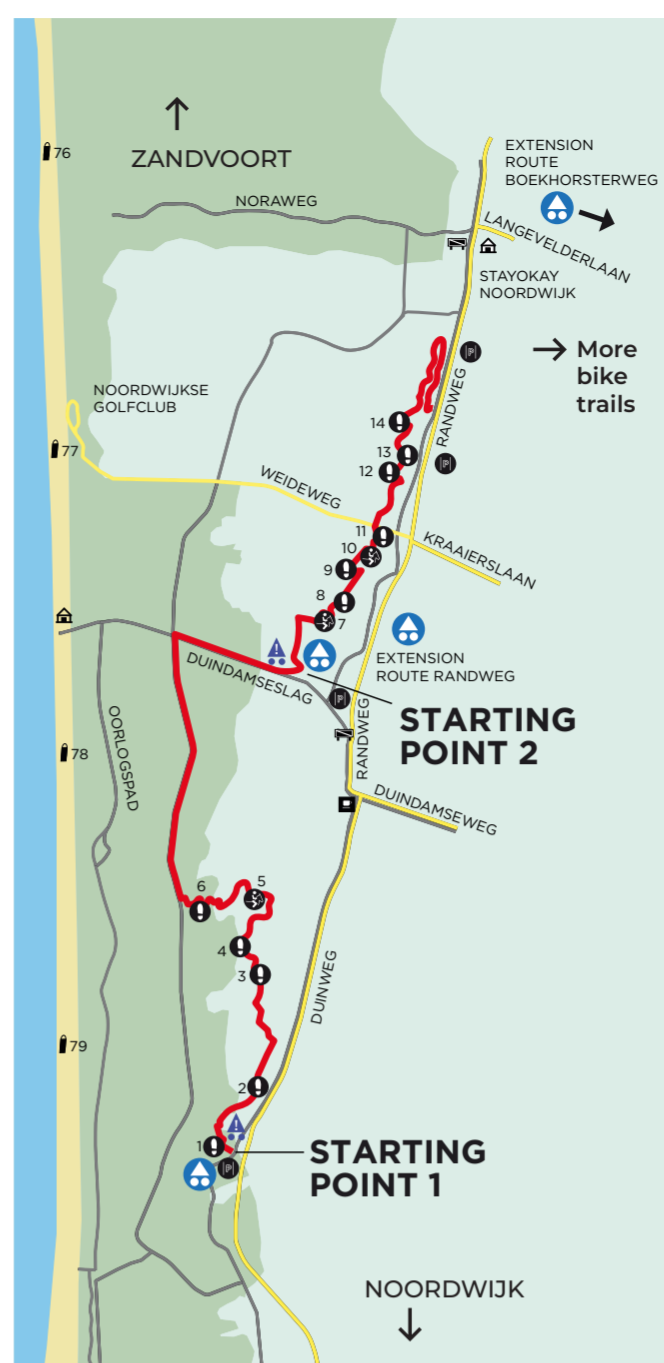 76
ZANDVOORT
NORAWEG
EXTENSION
ROUTE
BOEKHORSTERWEG
LANGEVELDERLAAN
STAYOKAY
NOORDWIJK
More
bike
trails
RANDWEG
NOORDWIJKSE
GOLFCLUB
77
14
13
12
WEIDEWEG
11
10
9
KRAAIERSLAAN
8
7
EXTENSION
ROUTE RANDWEG
DUINDAMSESLAG
STARTING
POINT 2
RANDWEG
OORLOGSPAD
78
DUINDAMSEWEG
6
5
4
3
DUINWEG
79
2
1
STARTING
POINT 1
P
P
P
P
NOORDWIJK